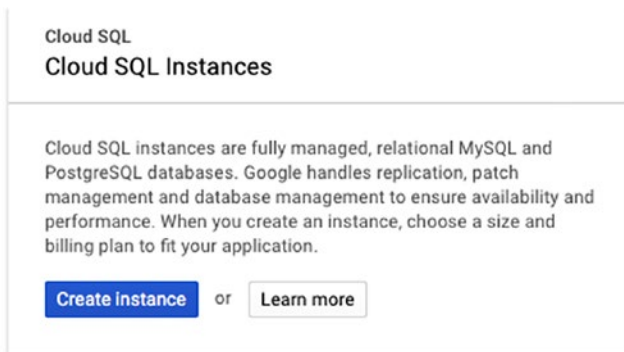 Cloud SQL
Cloud SQL Instances
Cloud SQL instances are fully managed, relational MySQL and
PostgreSQL databases. Google handles replication, patch
management and database management to ensure availability and
performance. When you create an instance, choose a size and
billing plan to fit your application.
Create instance or Learn more